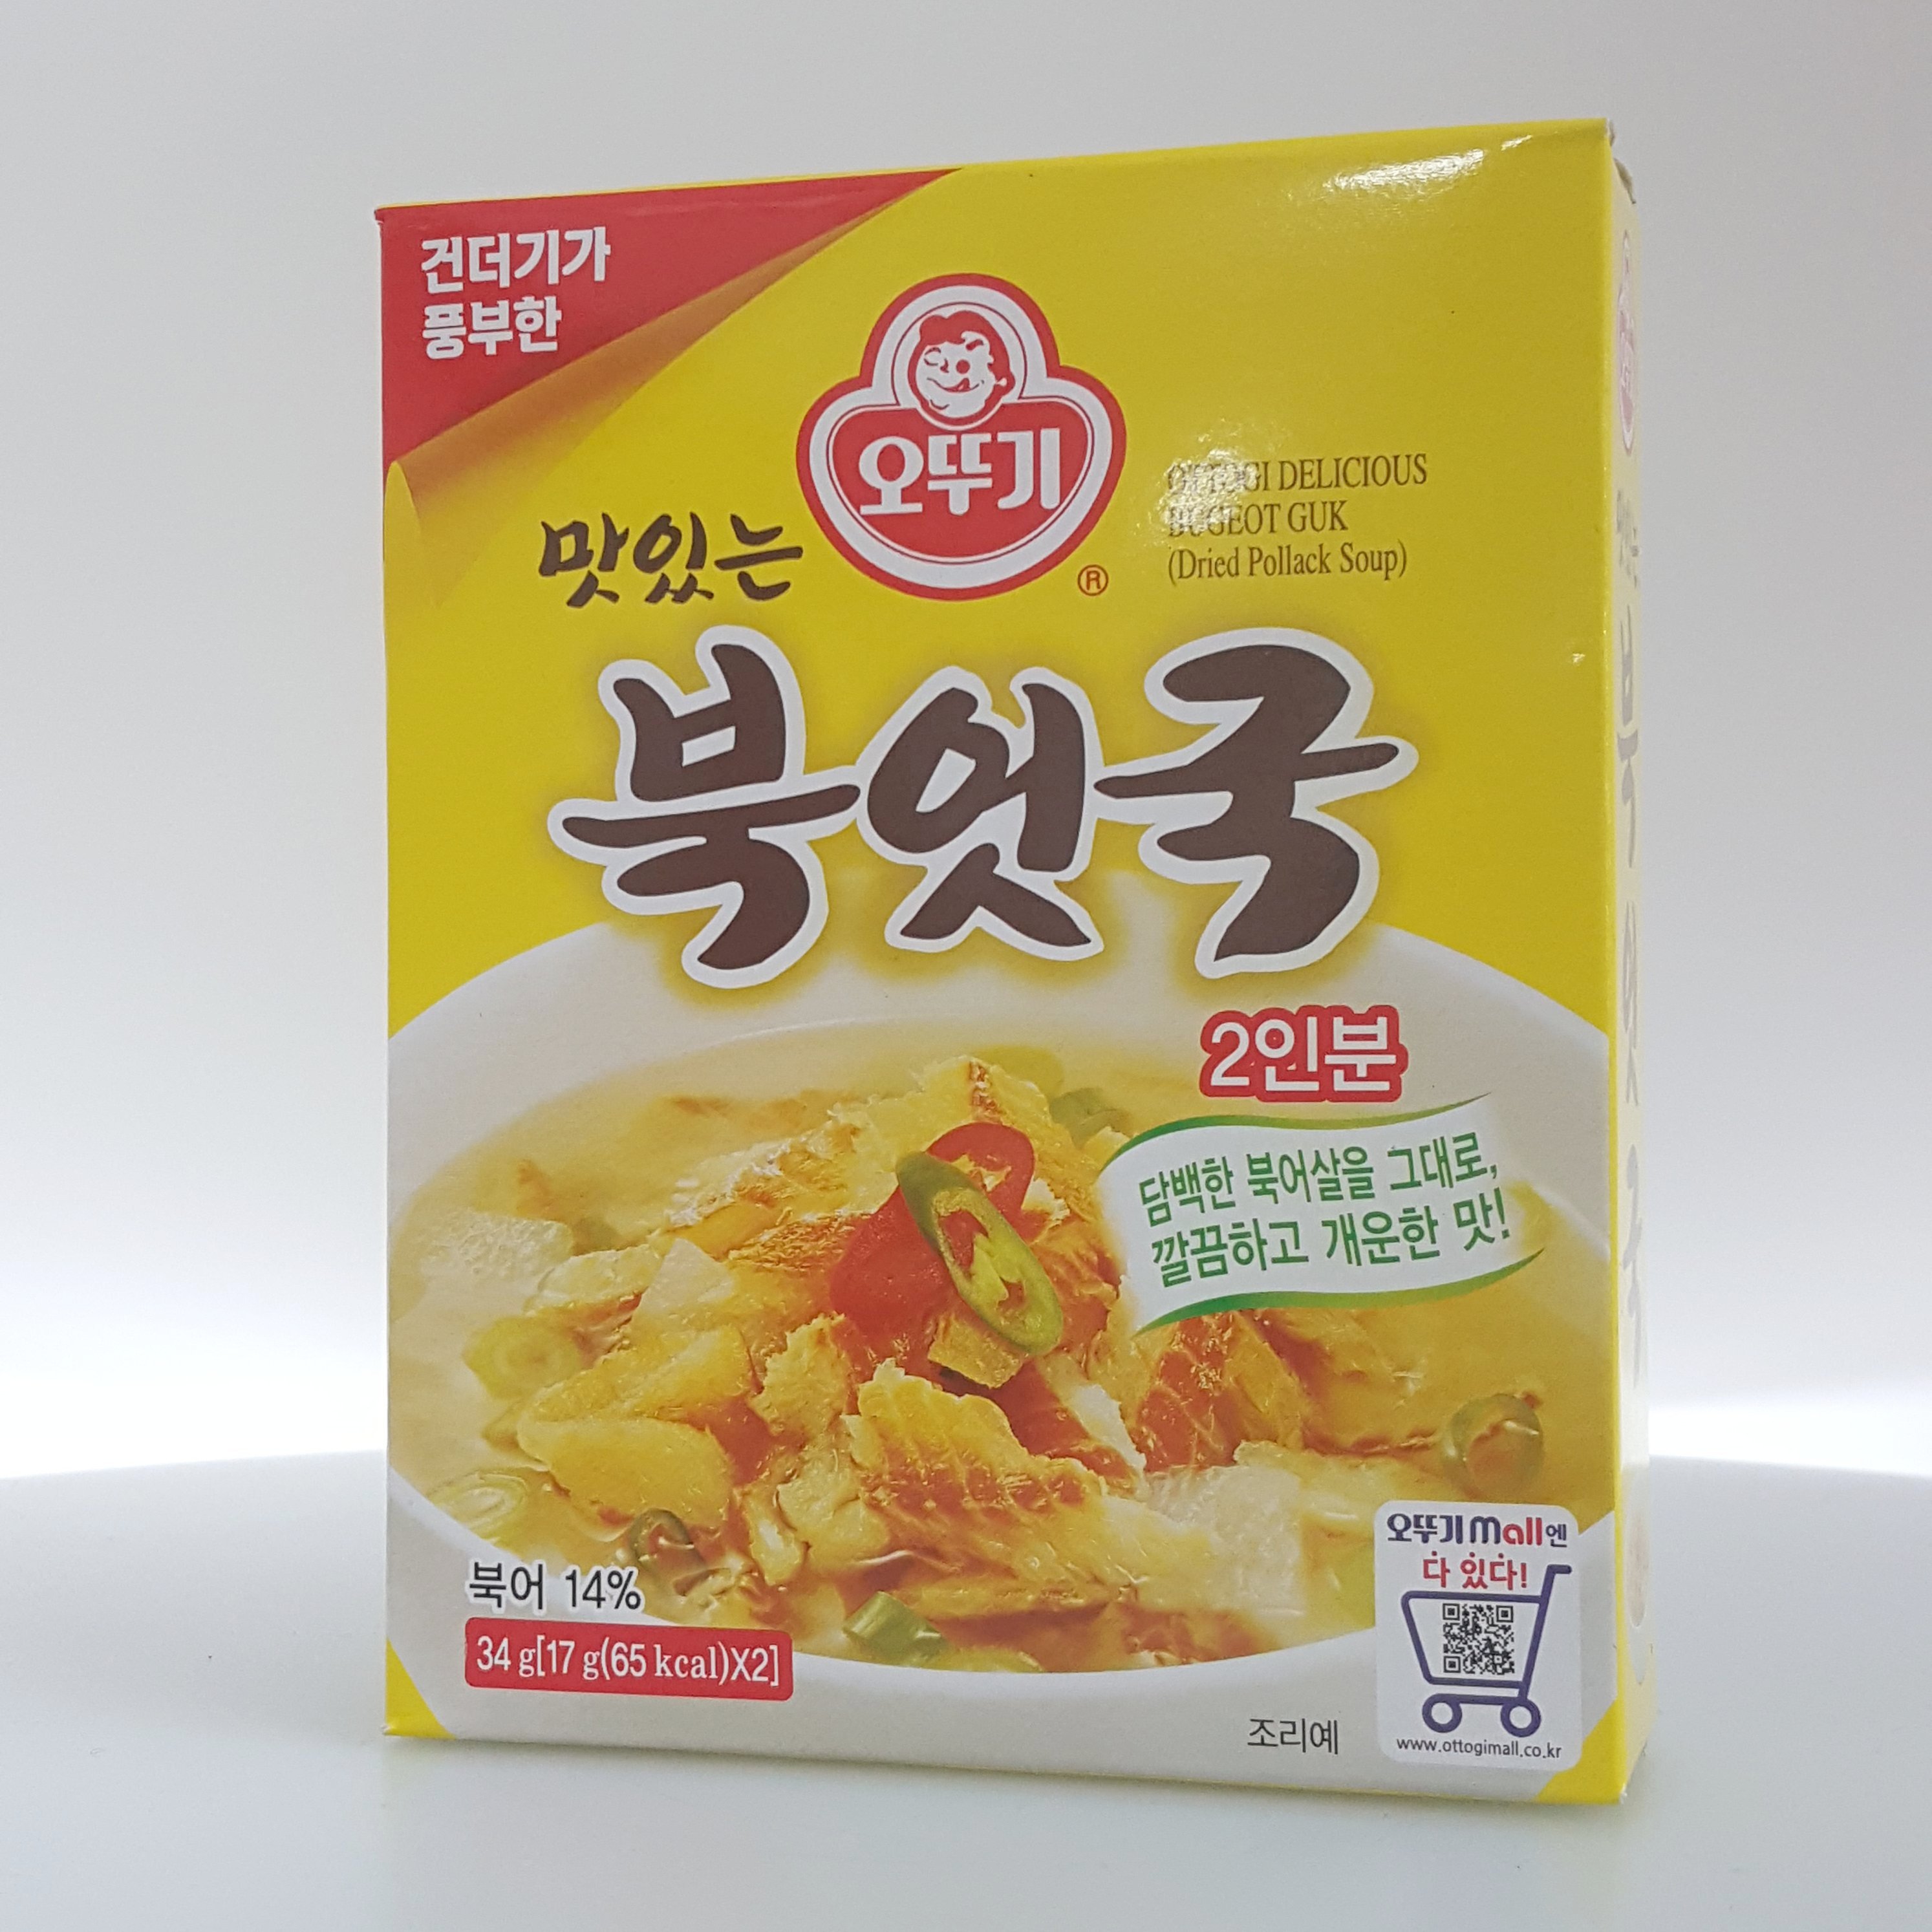 건더기가
풍부한
오뚜기
®
맛있는
OTTOGI DELICIOUS
BUGEOT GUK
(Dried Pollack Soup)
북엇국
2인분
담백한 북어살을 그대로,
깔끔하고 개운한 맛!
북어 14%
34 g[17 g(65 kcal)X2]
조리예
오뚜기mall엔
다 있다!
www.ottogimall.co.kr